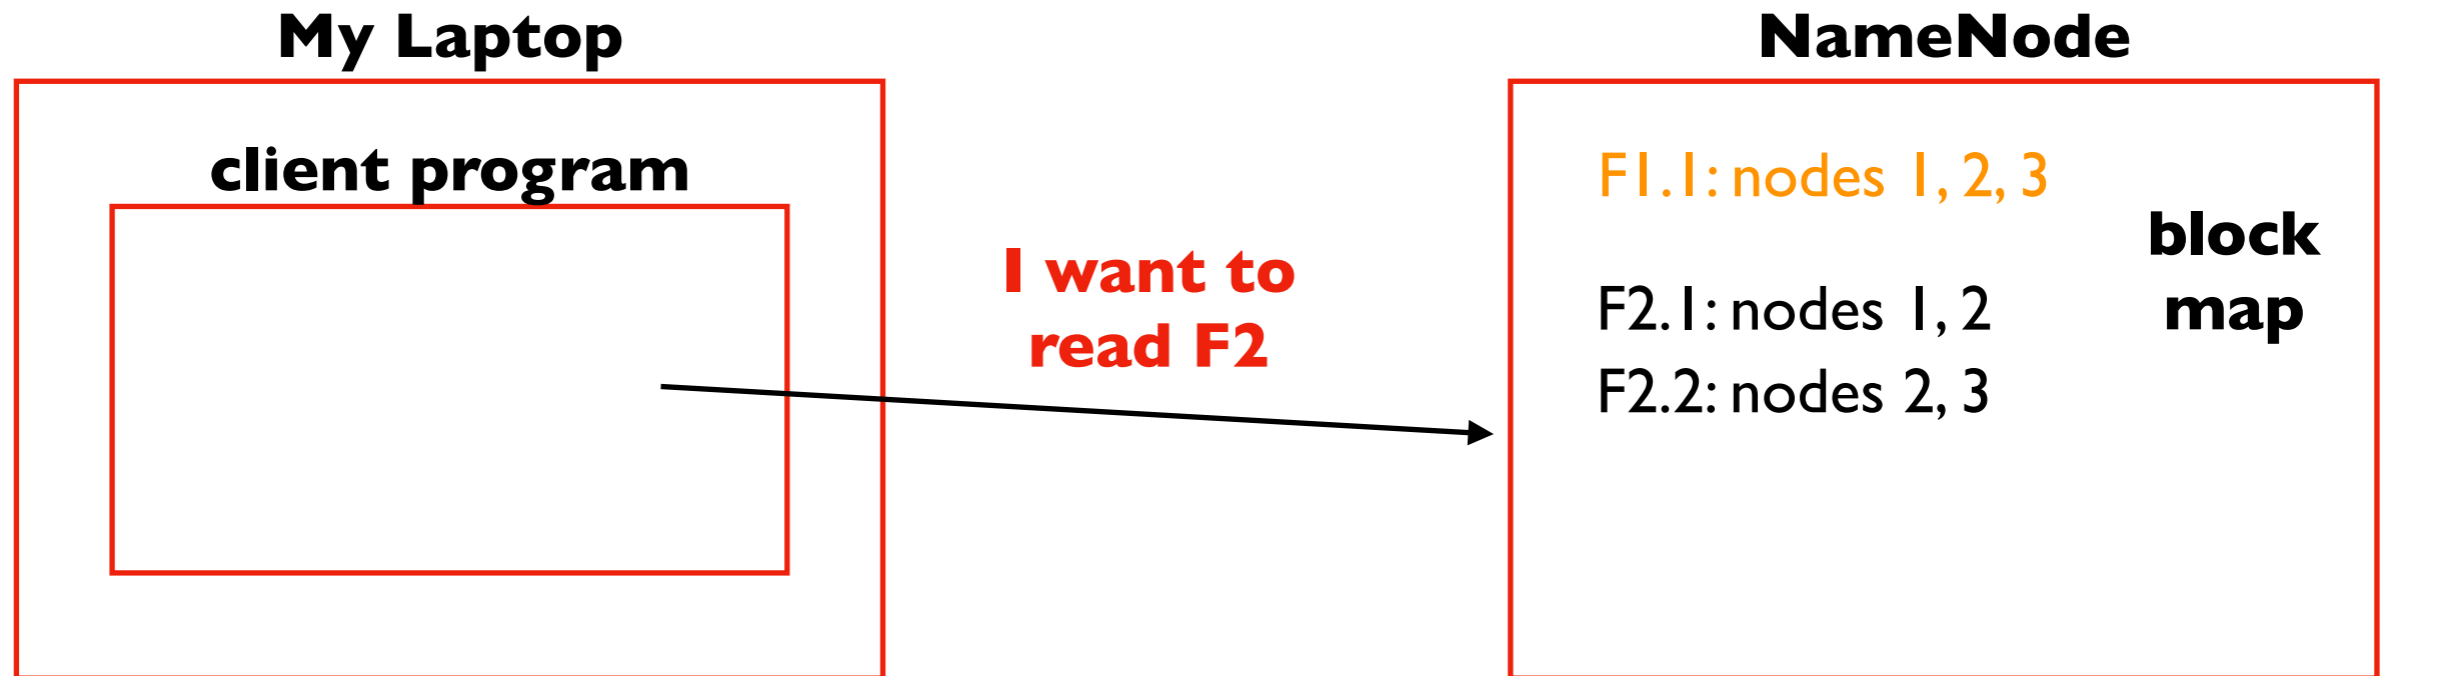 My Laptop
NameNode
client program
F1.1: nodes 1, 2, 3
block
map
I want to
read F2
F2.1: nodes 1, 2
F2.2: nodes 2, 3